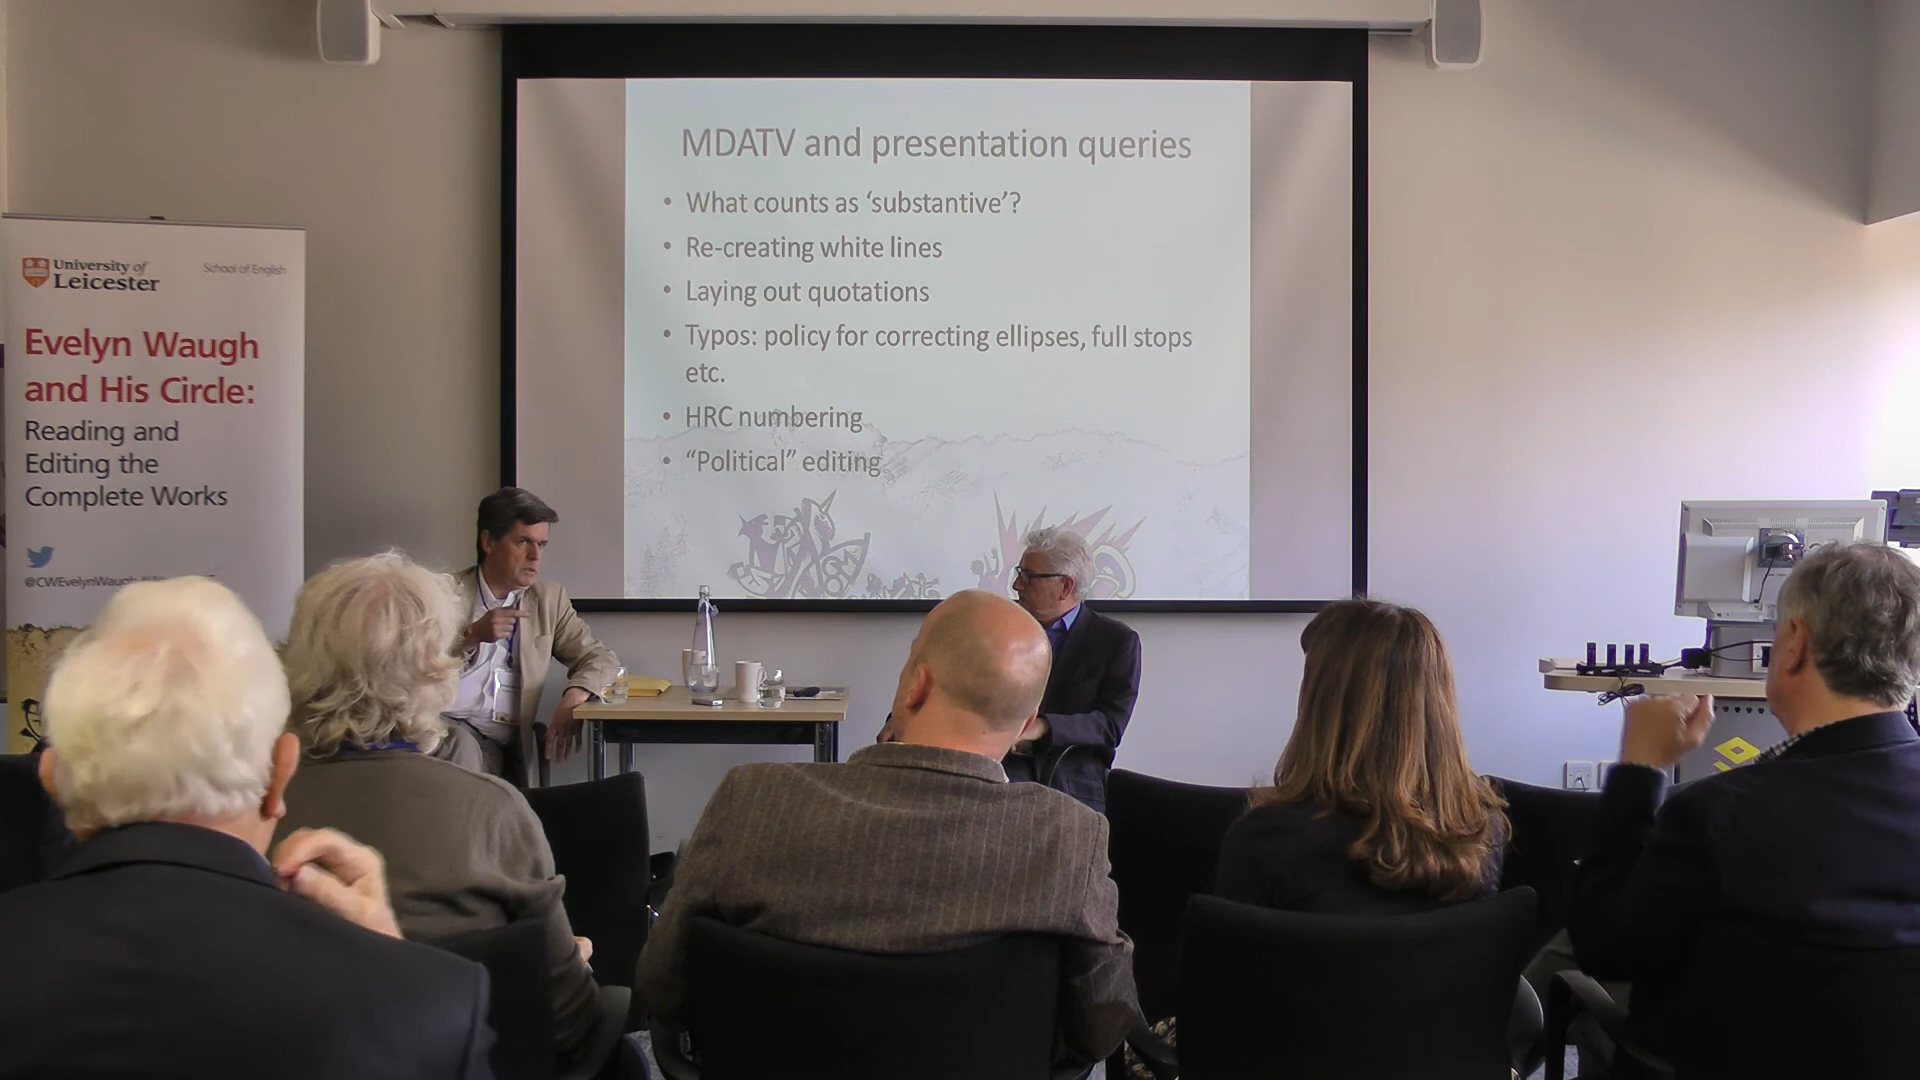 MDATV and presentation queries
• What counts as ‘substantive’?
• Re-creating white lines
• Laying out quotations
• Typos: policy for correcting ellipses, full stops
etc.
• HRC numbering
• “Political” editing
University of
Leicester
School of English
Evelyn Waugh
and His Circle:
Reading and
Editing the
Complete Works
@CWEvelynWaugh